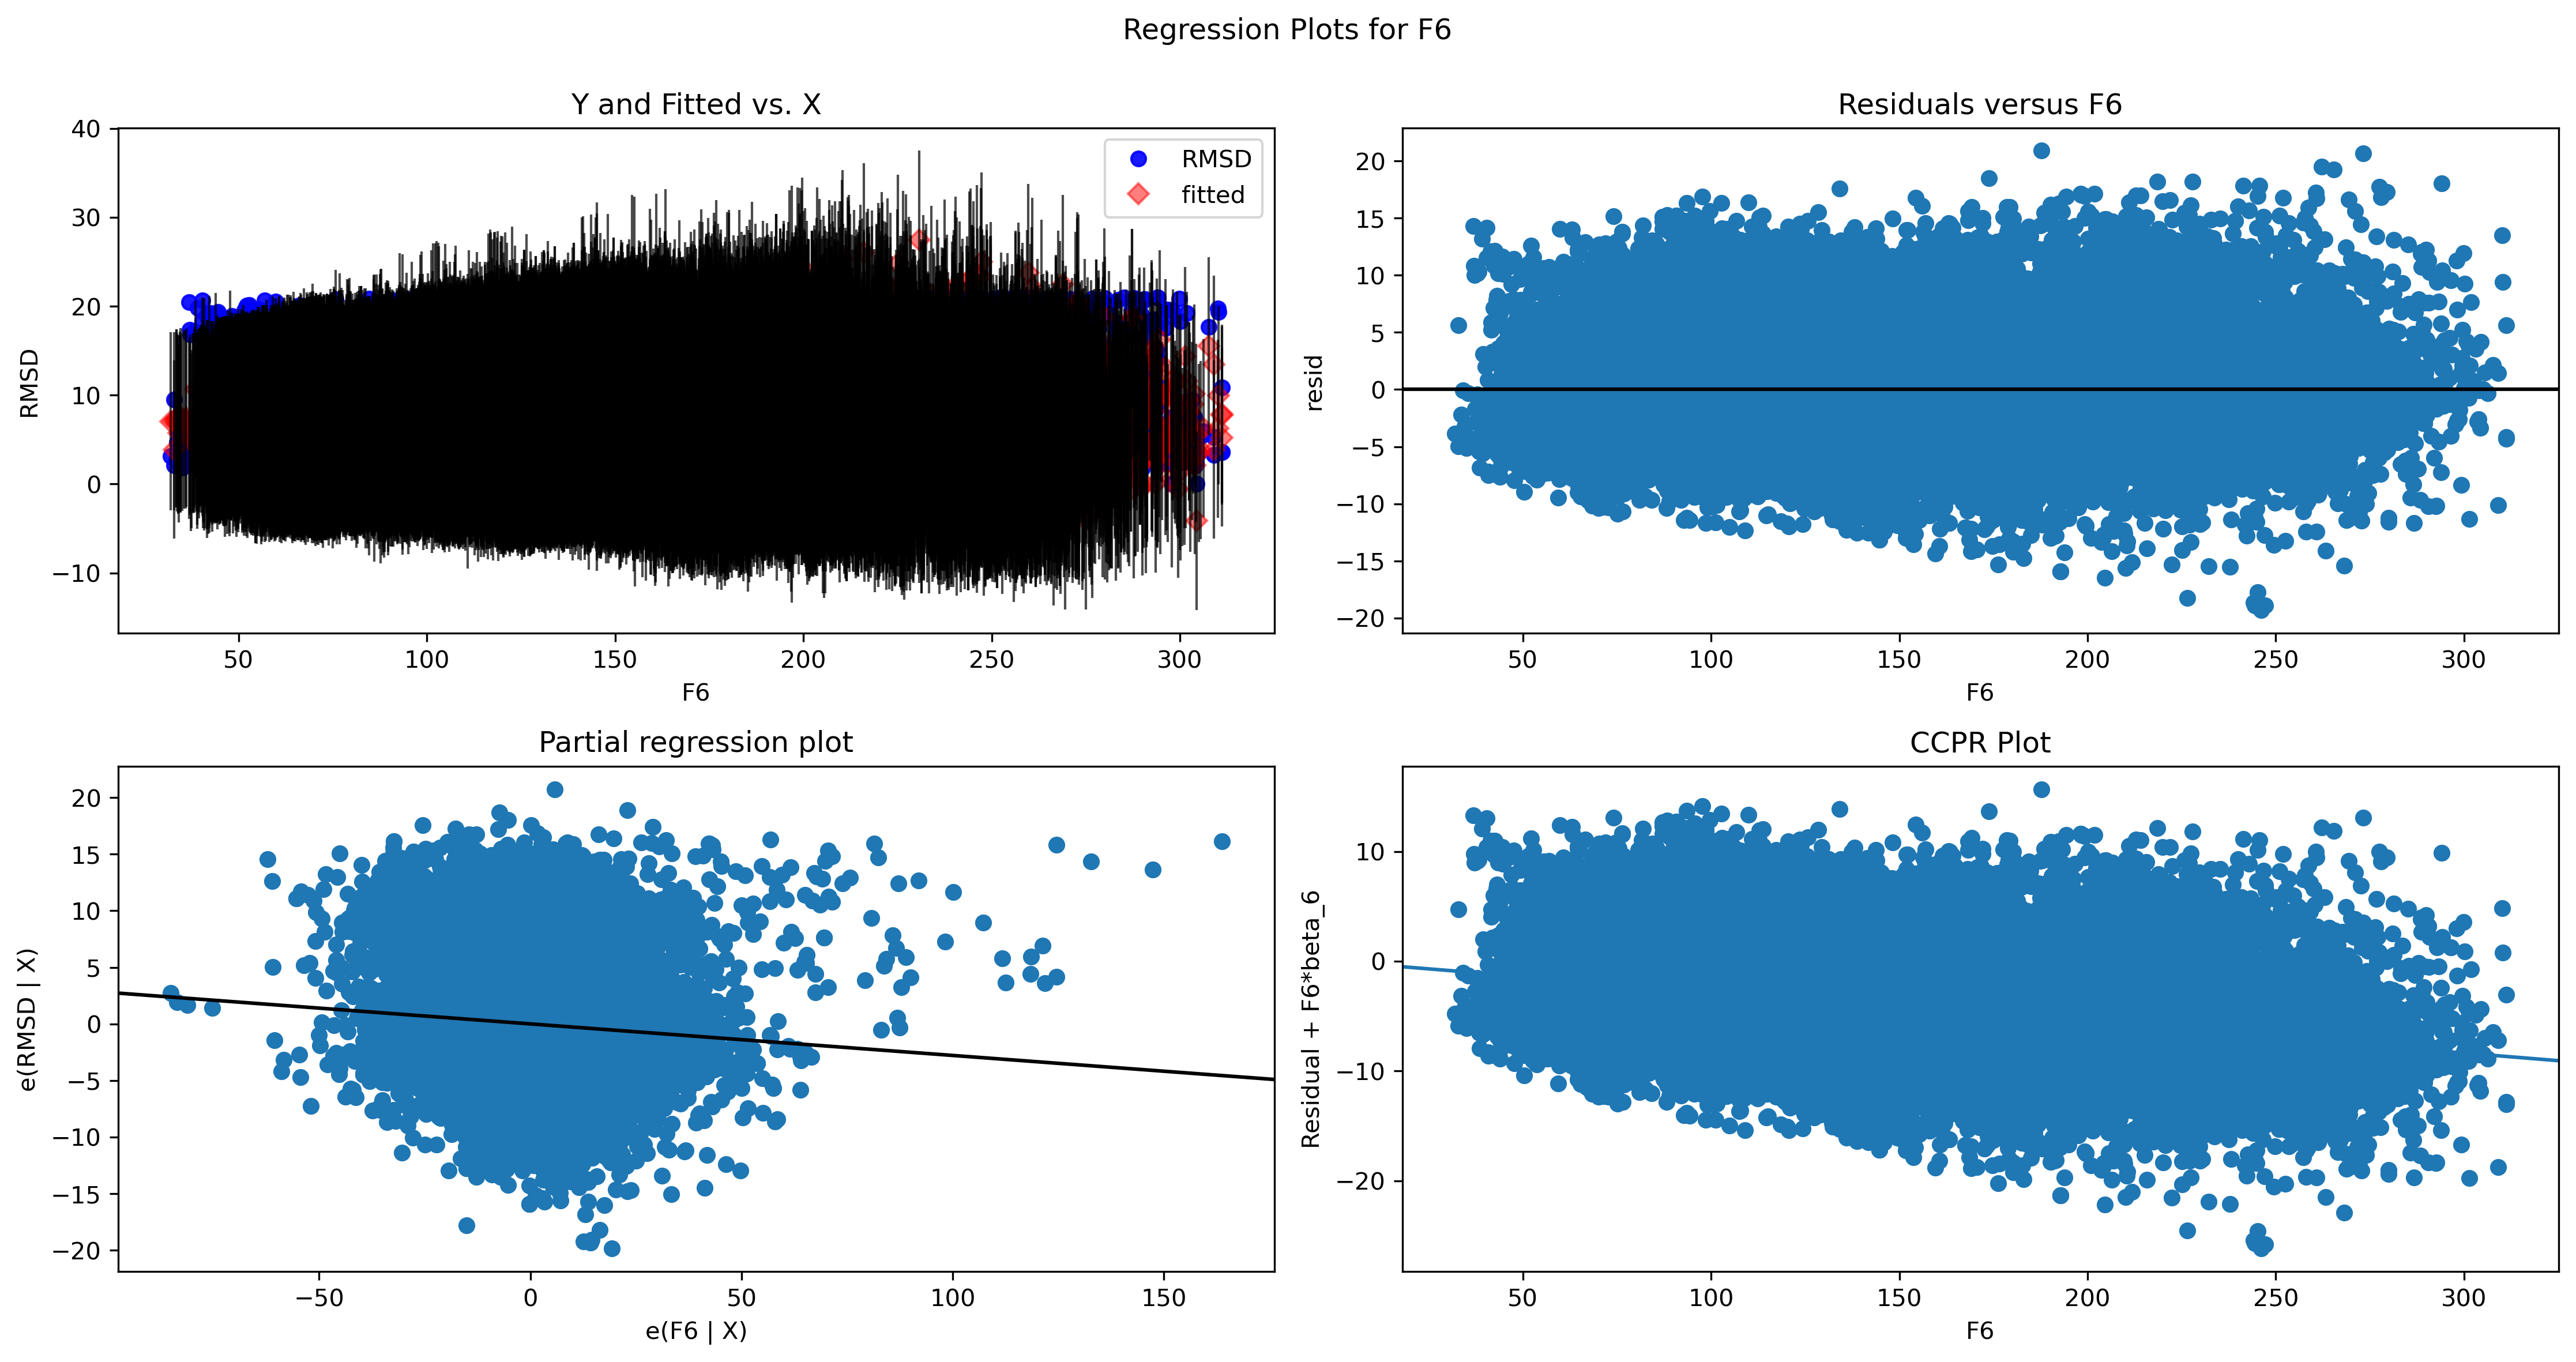 Regression Plots for F6
Y and Fitted vs. X
40
30
20
10
0
−10
RMSD
RMSD
fitted
50 100 150 200 250 300
F6
Residuals versus F6
20
15
10
5
0
−5
−10
−15
−20
resid
50 100 150 200 250 300
F6
Partial regression plot
20
15
10
5
0
−5
−10
−15
−20
e(RMSD | X)
−50 0 50 100 150
e(F6 | X)
CCPR Plot
10
0
−10
−20
Residual + F6*beta_6
50 100 150 200 250 300
F6